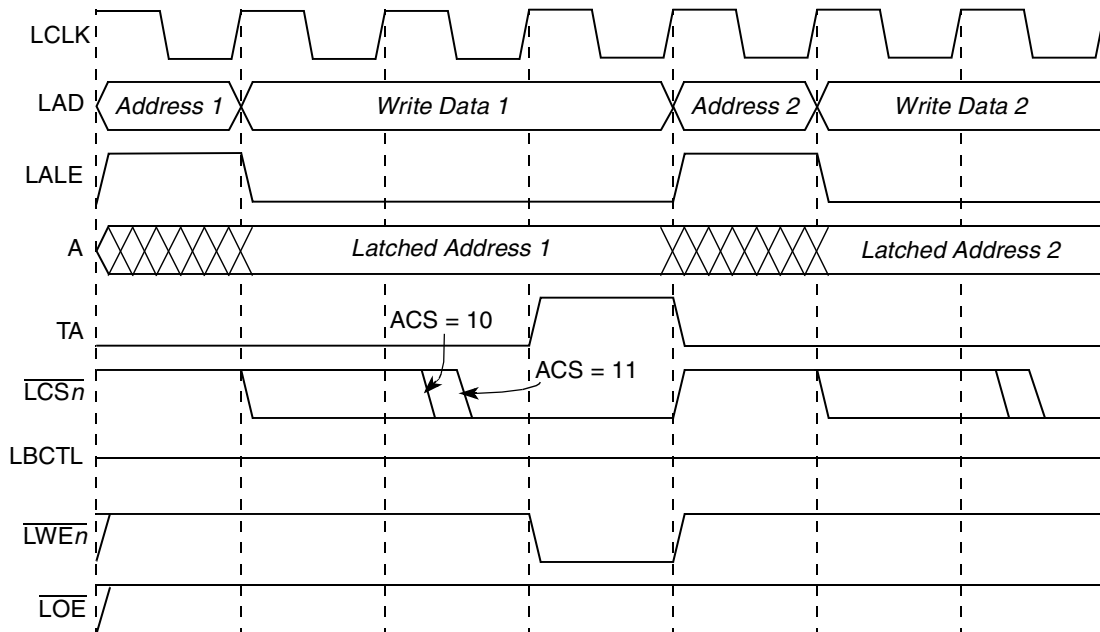 LCLK
LAD Address 1 Write Data 1 Address 2 Write Data 2
LALE
A Latched Address 1 Latched Address 2
TA ACS = 10
LCSn ACS = 11
LBCTL
LWEn
LOE